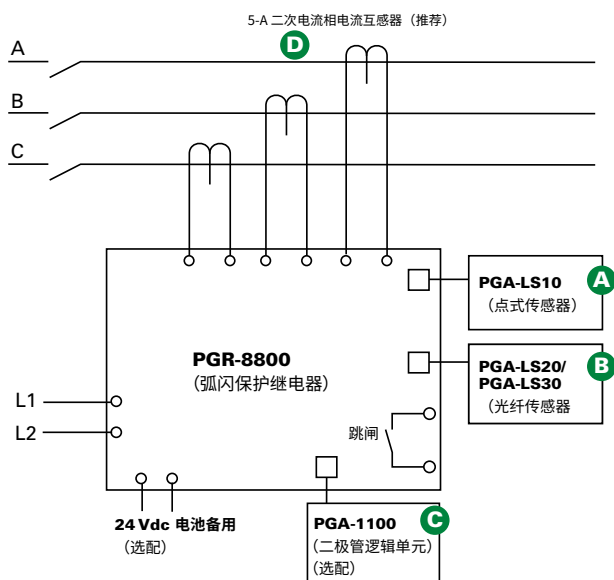 5-A 二次电流相电流互感器（推荐）
D
A
B
C
PGA-LS10
（点式传感器）
A
PGR-8800
（弧闪保护继电器）
PGA-LS20/
PGA-LS30
（光纤传感器
B
L1
L2
跳闸
24 Vdc 电池备用
（选配）
PGA-1100
（二极管逻辑单元）
（选配）
C